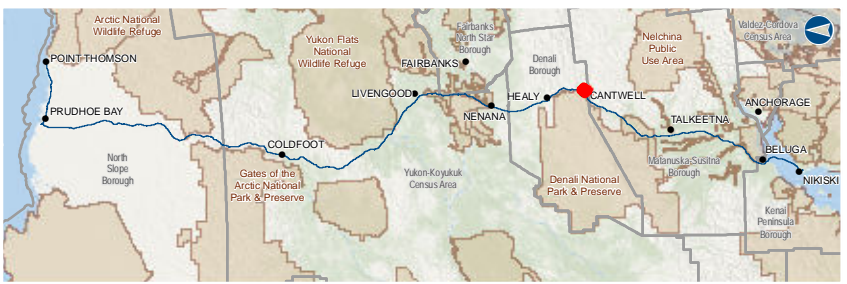 Arctic National
Wildlife Refuge
POINT THOMSON
PRUDHOE BAY
North
Slope
Borough
COLDFOOT
Gates of the
Arctic National
Park & Preserve
Yukon Flats
National
Wildlife Refuge
LIVENGOOD
FAIRBANKS
Fairbanks
North Star
Borough
NENANA
Yukon-Koyukuk
Census Area
Denali
Borough
HEALY
CANTWELL
Denali National
Park & Preserve
Nelchina
Public
Use Area
TALKEETNA
Matanuska-Susitna
Borough
Valdez-Cordova
Census Area
ANCHORAGE
BELUGA
NIKISKI
Kenai
Peninsula
Borough